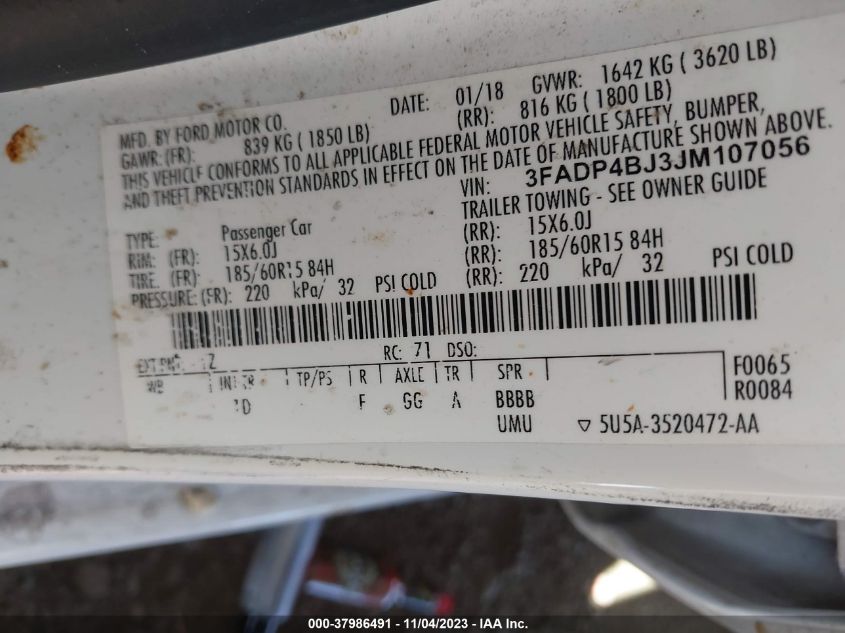 MFD. BY FORD MOTOR CO. DATE: 01/18 GVWR: 1642 KG ( 3620 LB)
GAWR: (FR): 839 KG ( 1850 LB) (RR): 816 KG ( 1800 LB)
THIS VEHICLE CONFORMS TO ALL APPLICABLE FEDERAL MOTOR VEHICLE SAFETY, BUMPER,
AND THEFT PREVENTION STANDARDS IN EFFECT ON THE DATE OF MANUFACTURE SHOWN ABOVE.
VIN: 3FADP4BJ3JM107056
TYPE: Passenger Car TRAILER TOWING - SEE OWNER GUIDE
RIM: (FR): 15X6.0J (RR): 15X6.0J
TIRE: (FR): 185/60R15 84H (RR): 185/60R15 84H
PRESSURE: (FR): 220 kPa/ 32 PSI COLD (RR): 220 kPa/ 32 PSI COLD
EXT PNT: Z RC: 71 DSO:
WB INT TR TP/PS R AXLE TR SPR F0065
D F GG A BBBB R0084
UMU ▽ 5U5A-3520472-AA
000-37986491 - 11/04/2023 - IAA Inc.